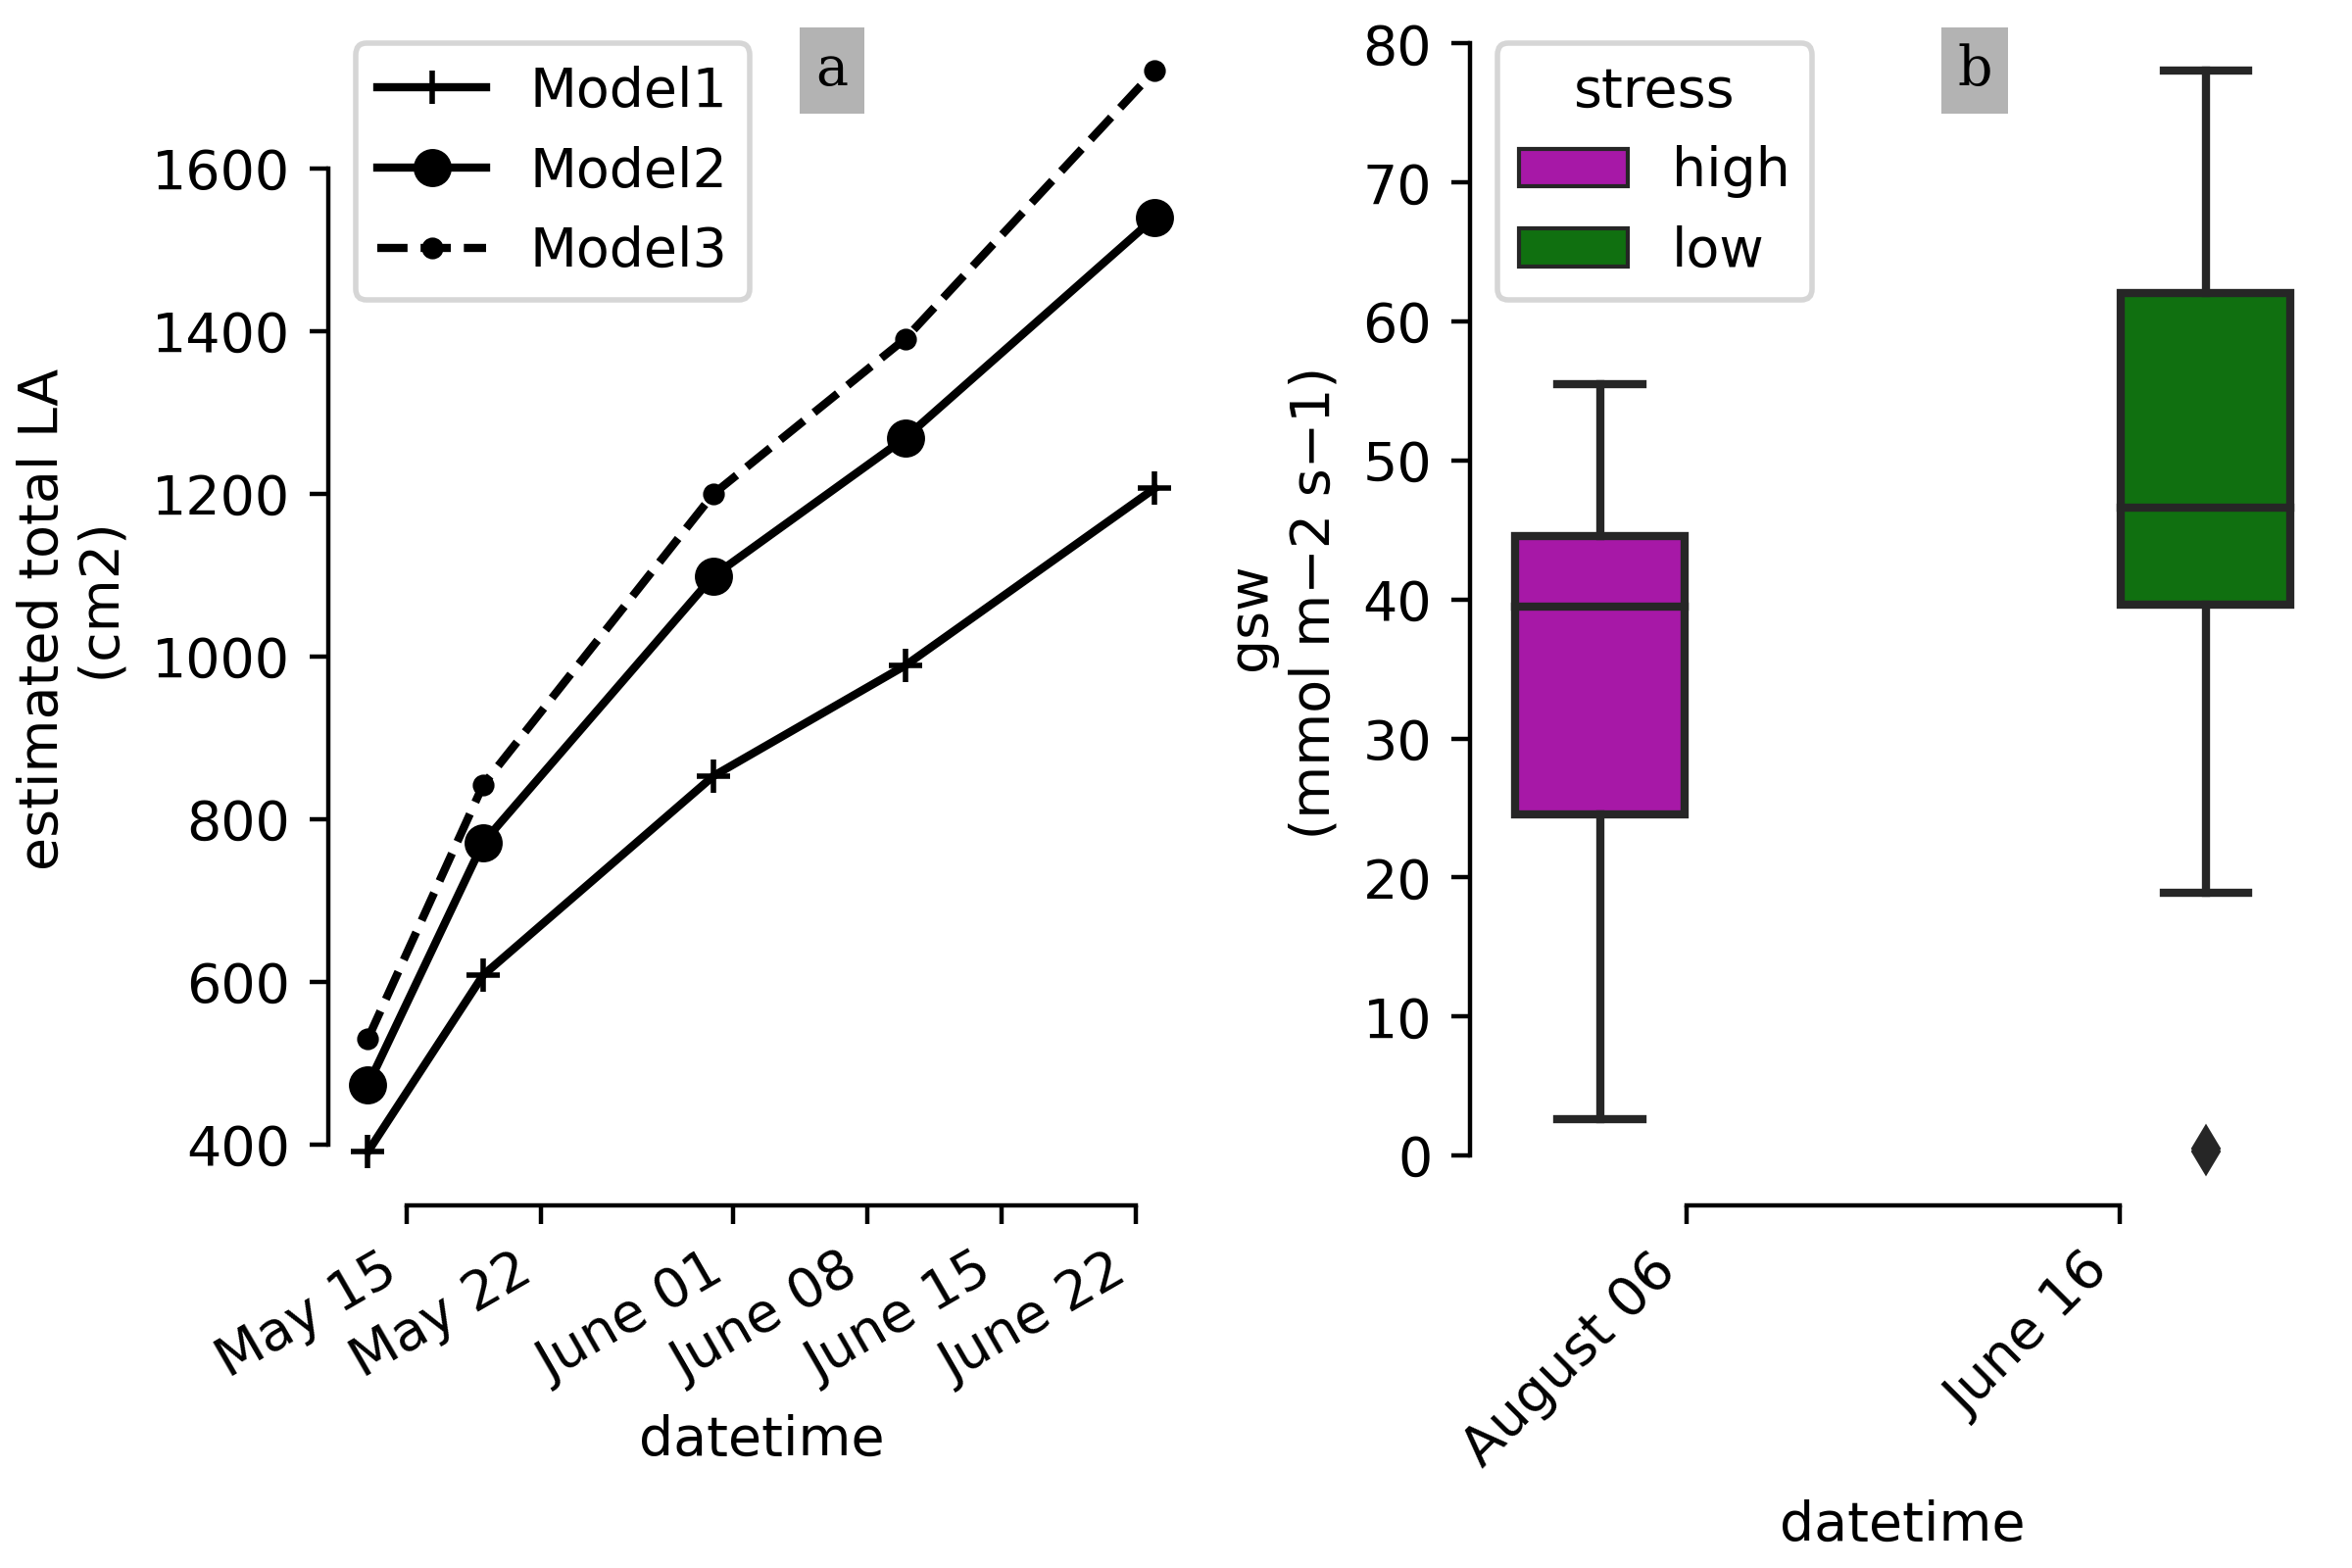 a
Model1
Model2
Model3
1600
1400
1200
1000
800
600
400
estimated total LA
(cm2)
May 15
May 22
June 01
June 08
June 15
June 22
datetime
b
stress
high
low
80
70
60
50
40
30
20
10
0
gsw
(mmol m−2 s−1)
August 06
June 16
datetime